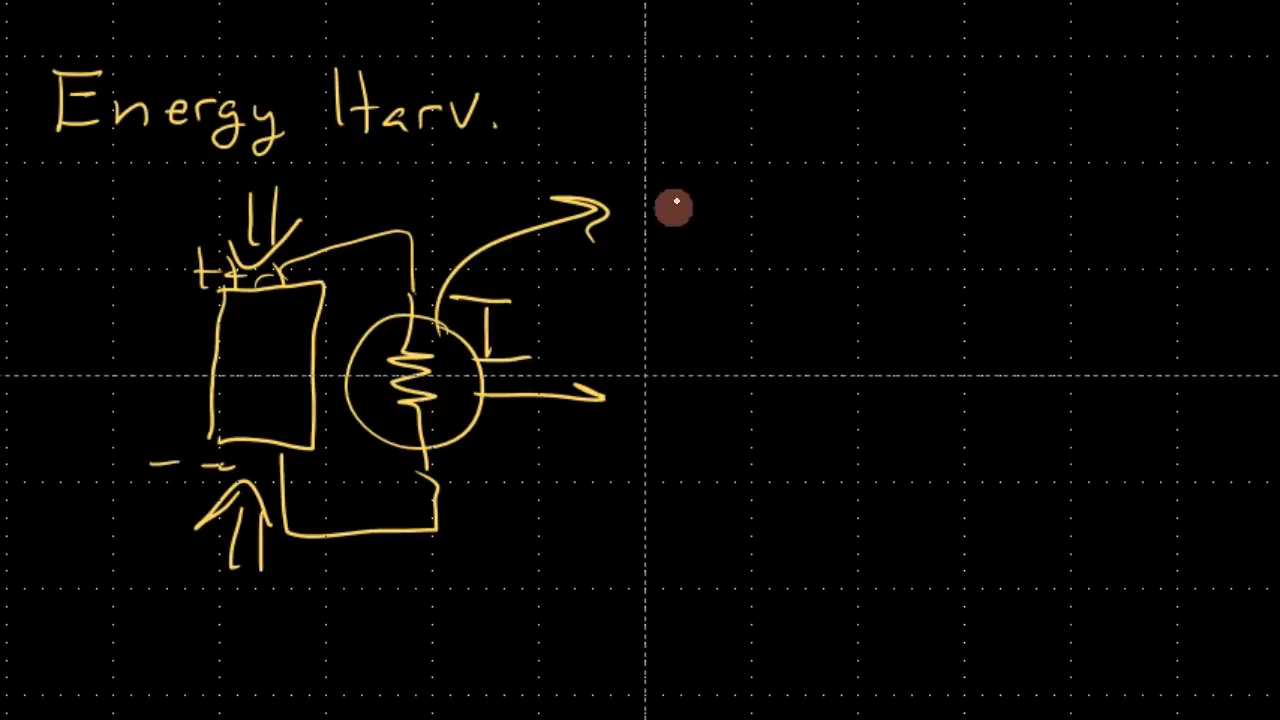 Energy Harv.
+ + +
I
- -